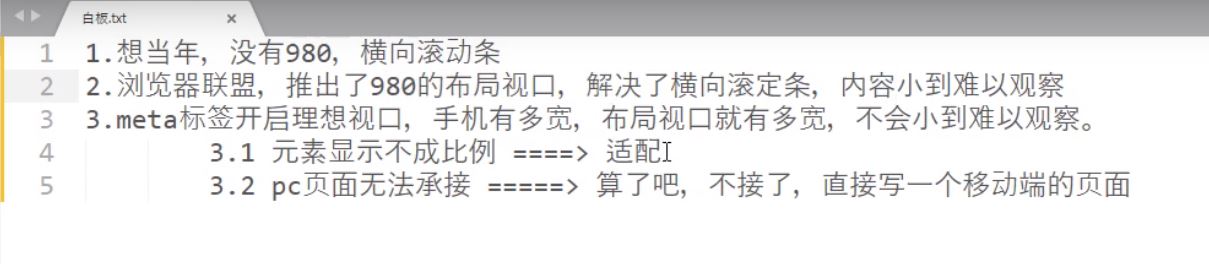 白板.txt
1 1.想当年, 没有980, 横向滚动条
2 2.浏览器联盟, 推出了980的布局视口, 解决了横向滚定条, 内容小到难以观察
3 3.meta标签开启理想视口, 手机有多宽, 布局视口就有多宽, 不会小到难以观察。
4 3.1 元素显示不成比例 ====> 适配
5 3.2 pc页面无法承接 =====> 算了吧, 不接了, 直接写一个移动端的页面